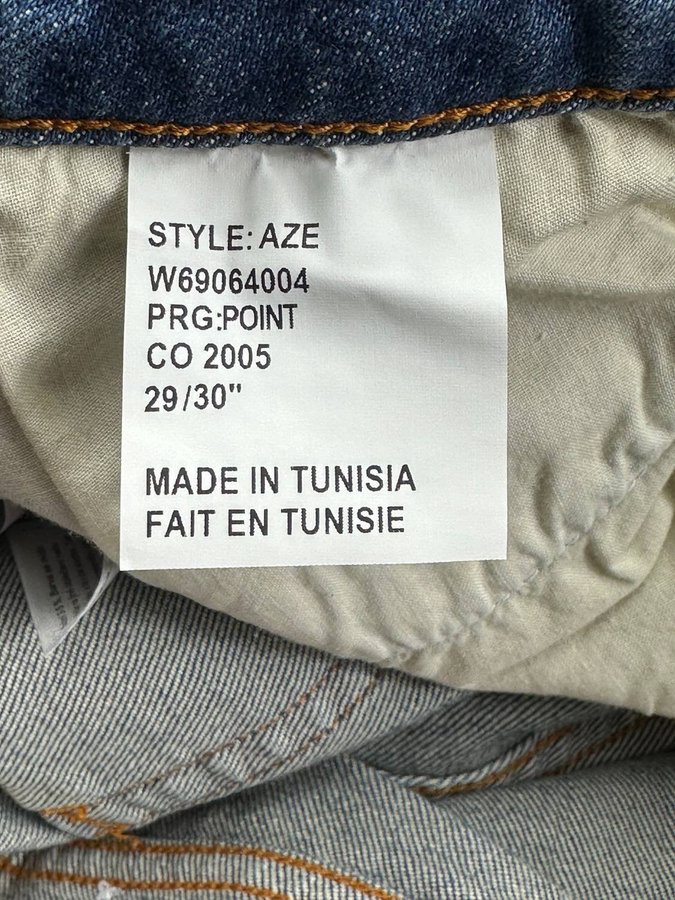 STYLE: AZE
W69064004
PRG:POINT
CO 2005
29/30"
MADE IN TUNISIA
FAIT EN TUNISIE